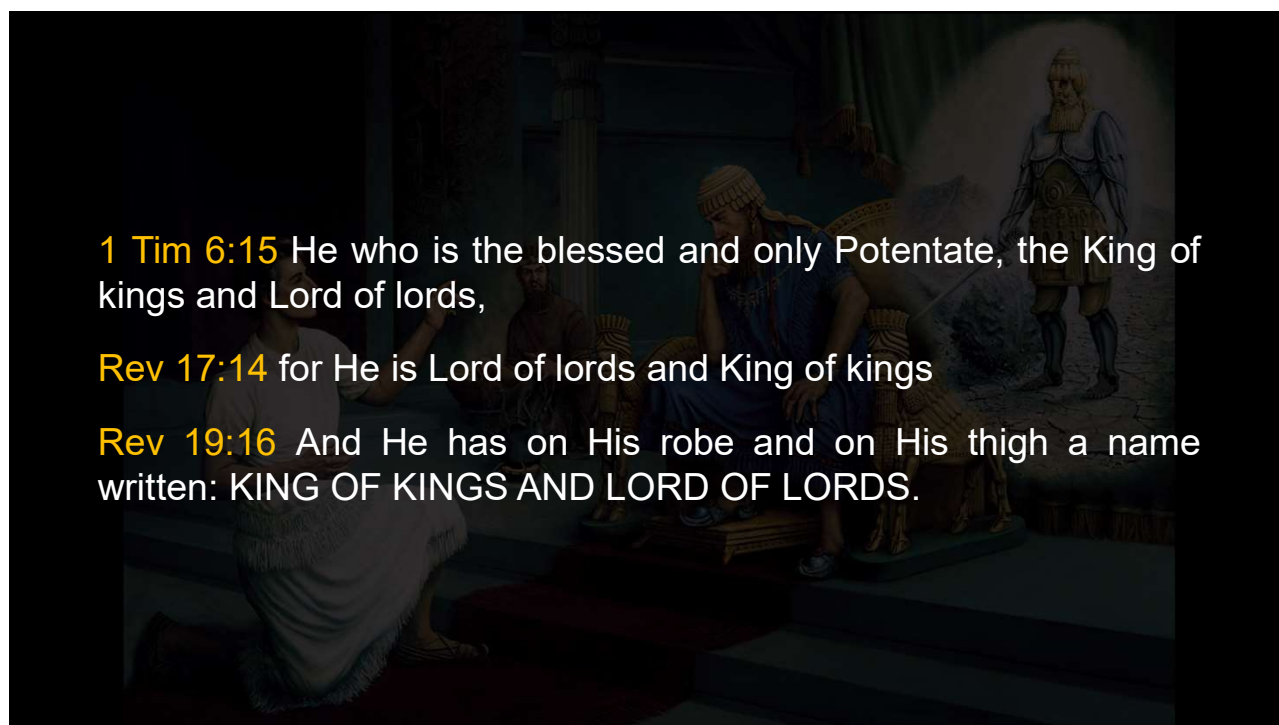 1 Tim 6:15 He who is the blessed and only Potentate, the King of
kings and Lord of lords,
Rev 17:14 for He is Lord of lords and King of kings
Rev 19:16 And He has on His robe and on His thigh a name
written: KING OF KINGS AND LORD OF LORDS.